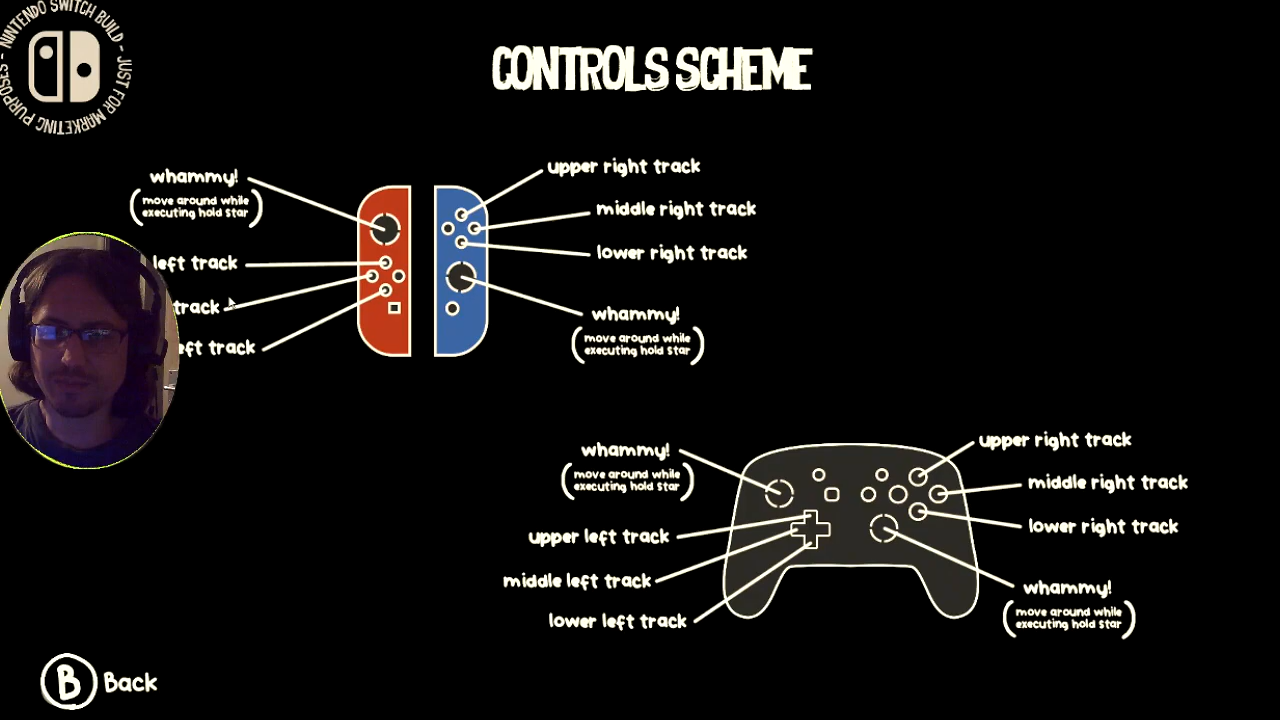 - NINTENDO SWITCH BUILD - JUST FOR MARKETING PURPOSES
CONTROLS SCHEME
whammy!
(move around while
executing hold star)
left track
track
left track
upper right track
middle right track
lower right track
whammy!
(move around while
executing hold star)
whammy!
(move around while
executing hold star)
upper left track
middle left track
lower left track
upper right track
middle right track
lower right track
whammy!
(move around while
executing hold star)
B Back